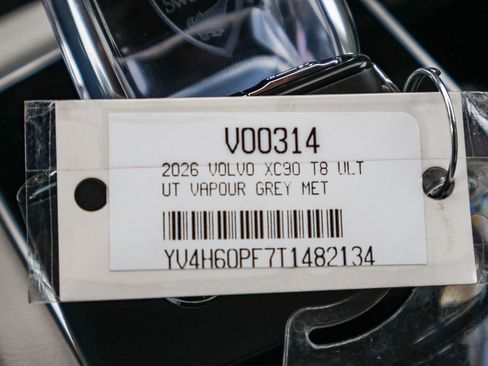 V00314
2026 VOLVO XC90 T8 ULT
UT VAPOUR GREY MET
YV4H60PF7T1482134